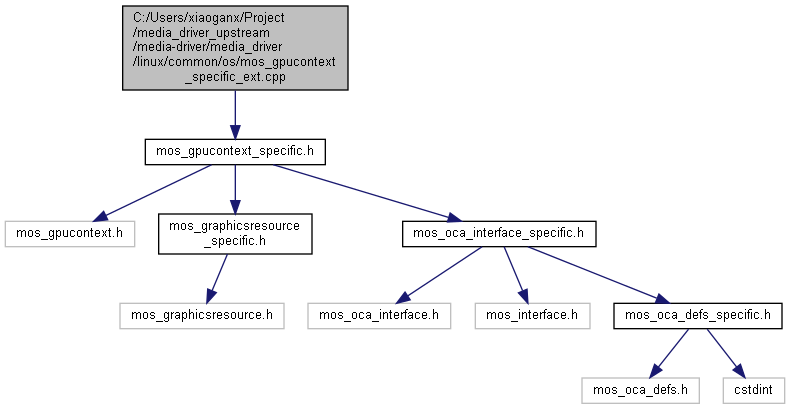 C:/Users/xiaoganx/Project
/media_driver_upstream
/media-driver/media_driver
/linux/common/os/mos_gpucontext
_specific_ext.cpp
mos_gpucontext_specific.h
mos_gpucontext.h
mos_graphicsresource
_specific.h
mos_oca_interface_specific.h
mos_graphicsresource.h
mos_oca_interface.h
mos_interface.h
mos_oca_defs_specific.h
mos_oca_defs.h
cstdint